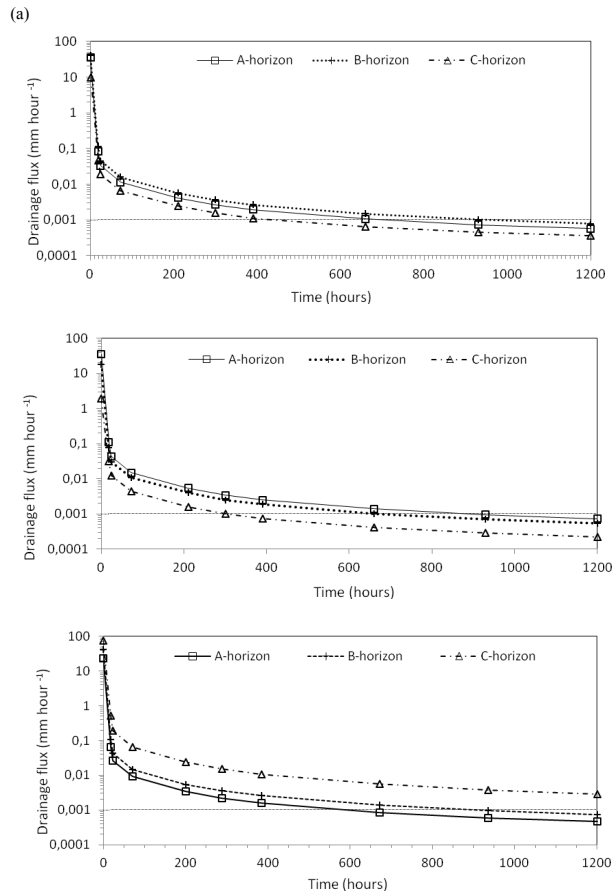 (a)
100
A-horizon B-horizon C-horizon
10
1
0,1
0,01
0,001
0,0001
Drainage flux (mm hour -1)
0 200 400 600 800 1000 1200
Time (hours)
100
A-horizon B-horizon C-horizon
10
1
0,1
0,01
0,001
0,0001
Drainage flux (mm hour -1)
0 200 400 600 800 1000 1200
Time (hours)
100
A-horizon B-horizon C-horizon
10
1
0,1
0,01
0,001
0,0001
Drainage flux (mm hour -1)
0 200 400 600 800 1000 1200
Time (hours)